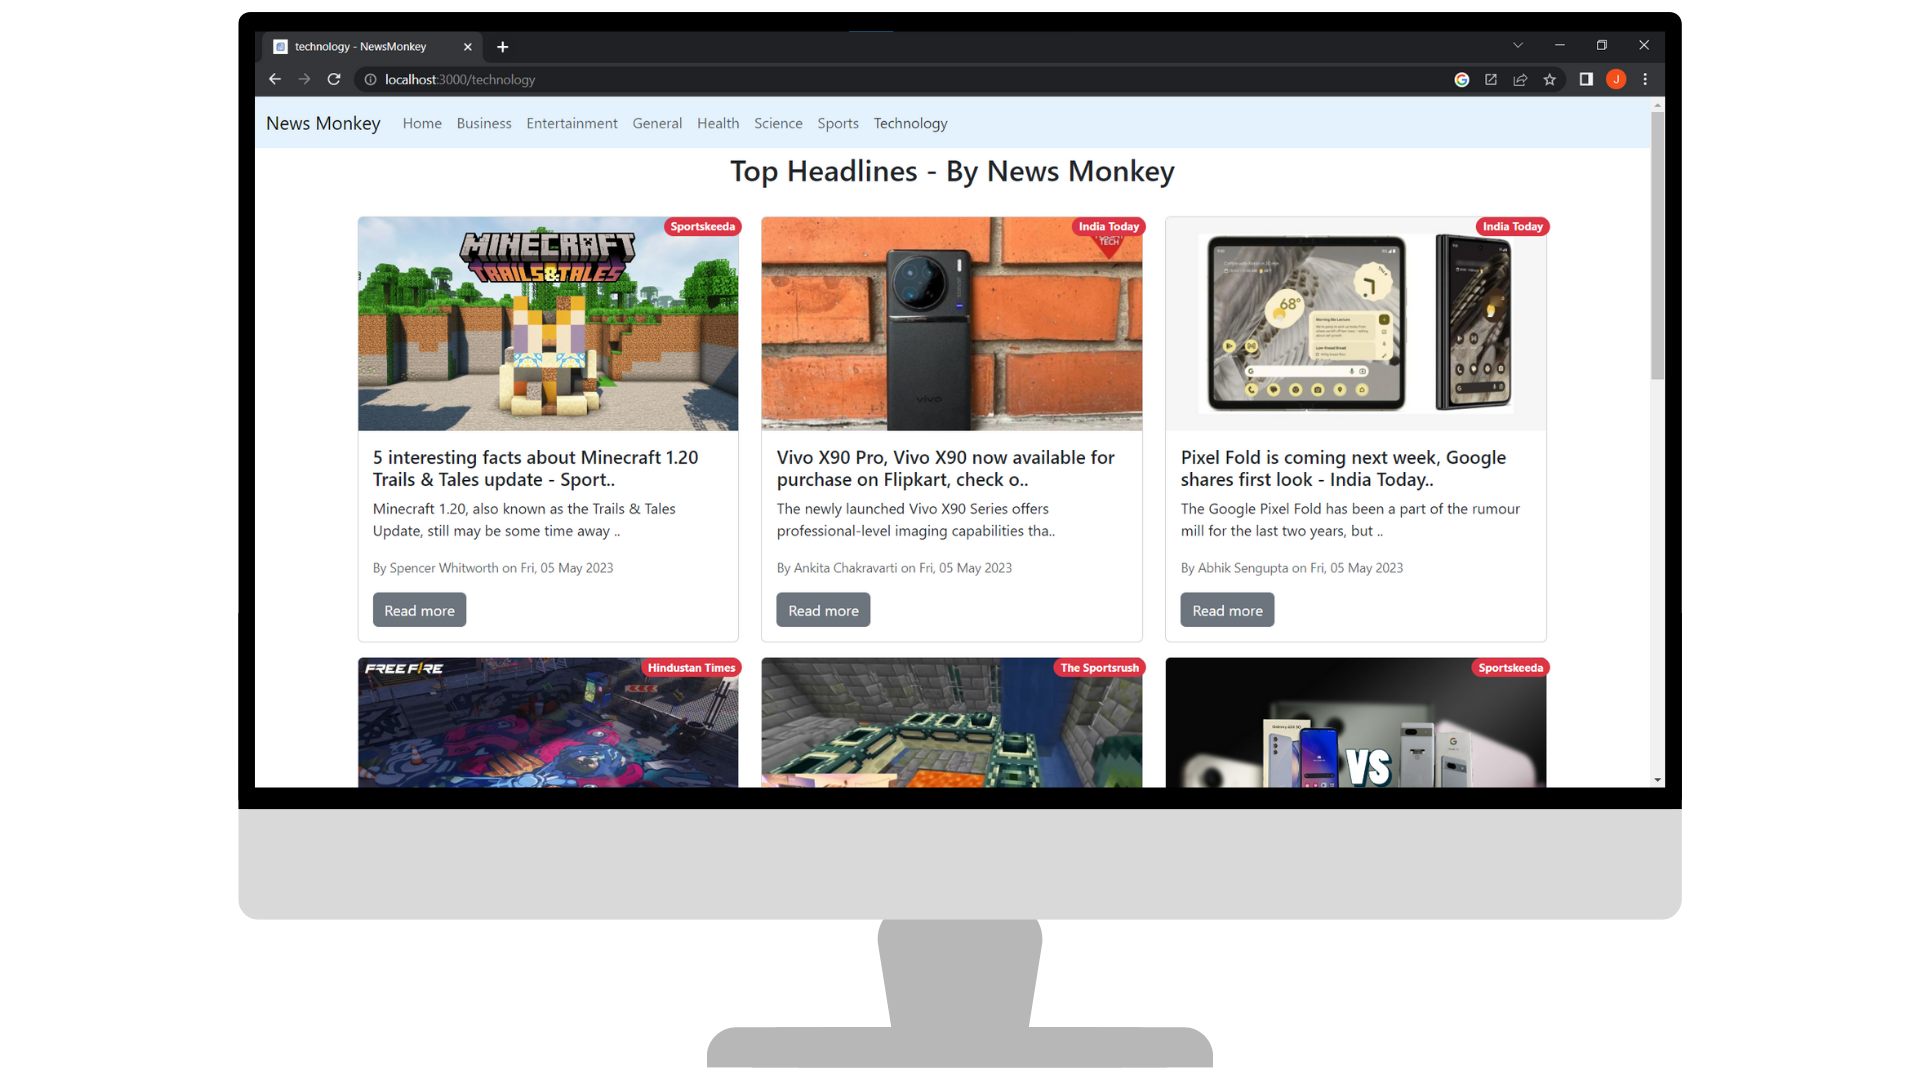 technology - NewsMonkey
localhost:3000/technology
J
News Monkey Home Business Entertainment General Health Science Sports Technology
Top Headlines - By News Monkey
Sportskeeda
MINECRAFT
TRAILS & TALES
5 interesting facts about Minecraft 1.20
Trails & Tales update - Sport..
Minecraft 1.20, also known as the Trails & Tales
Update, still may be some time away ..
By Spencer Whitworth on Fri, 05 May 2023
Read more
India Today
TECH
vivo
Vivo X90 Pro, Vivo X90 now available for
purchase on Flipkart, check o..
The newly launched Vivo X90 Series offers
professional-level imaging capabilities tha..
By Ankita Chakravarti on Fri, 05 May 2023
Read more
India Today
68°
Pixel Fold is coming next week, Google
shares first look - India Today..
The Google Pixel Fold has been a part of the rumour
mill for the last two years, but ..
By Abhik Sengupta on Fri, 05 May 2023
Read more
Hindustan Times
FREE FIRE
The Sportsrush
Sportskeeda
VS
G